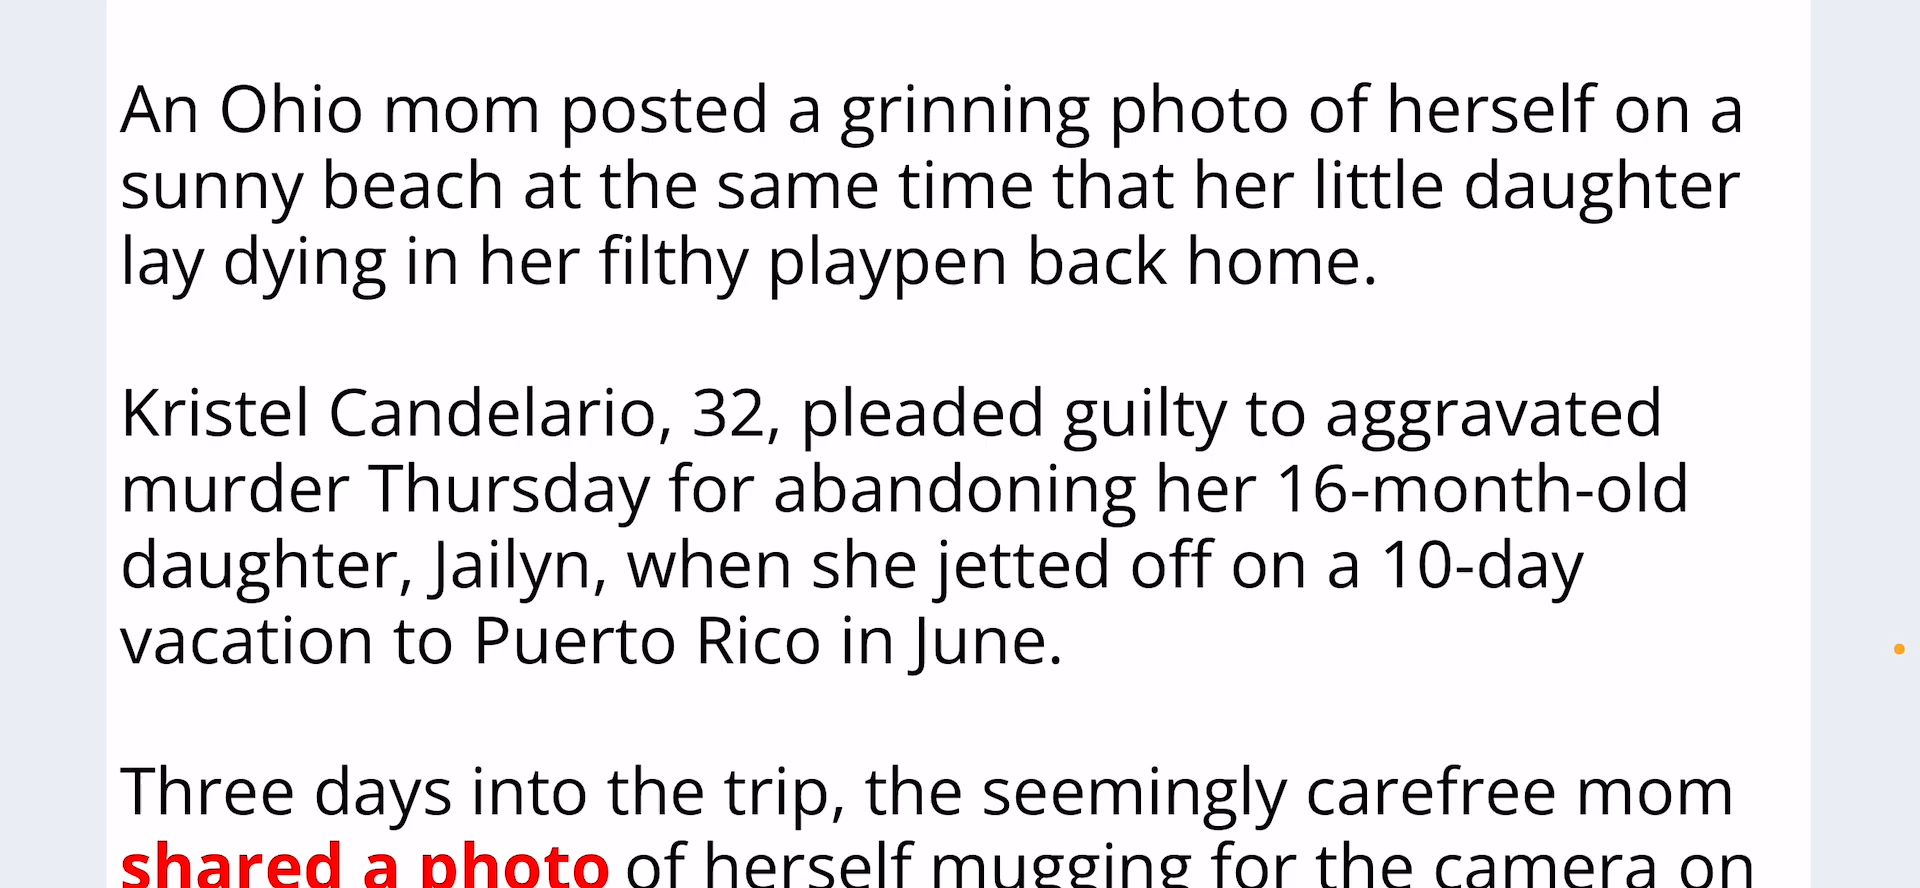 An Ohio mom posted a grinning photo of herself on a
sunny beach at the same time that her little daughter
lay dying in her filthy playpen back home.
Kristel Candelario, 32, pleaded guilty to aggravated
murder Thursday for abandoning her 16-month-old
daughter, Jailyn, when she jetted off on a 10-day
vacation to Puerto Rico in June.
Three days into the trip, the seemingly carefree mom
shared a photo of herself mugging for the camera on